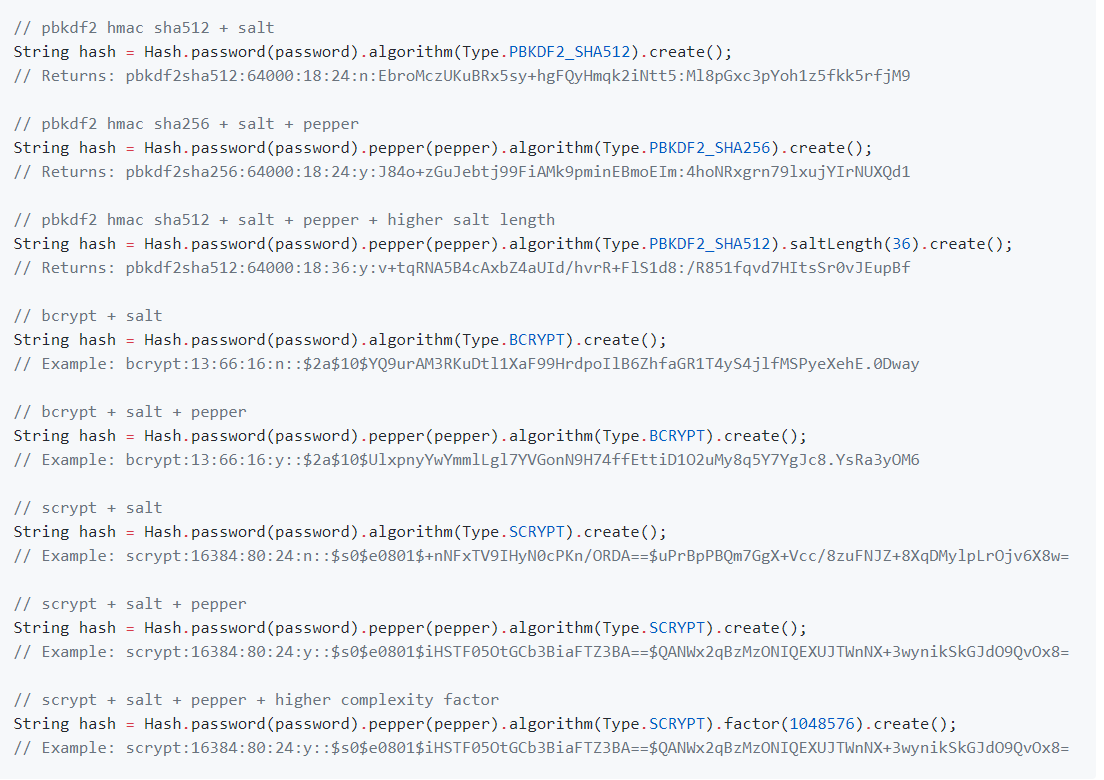 // pbkdf2 hmac sha512 + salt
String hash = Hash.password(password).algorithm(Type.PBKDF2_SHA512).create();
// Returns: pbkdf2sha512:64000:18:24:n:EbroMczUKuBRx5sy+hgFQyHmqk2iNtt5:Ml8pGxc3pYoh1z5fkk5rfjM9
// pbkdf2 hmac sha256 + salt + pepper
String hash = Hash.password(password).pepper(pepper).algorithm(Type.PBKDF2_SHA256).create();
// Returns: pbkdf2sha256:64000:18:24:y:J84o+zGuJebtj99FiAMk9pminEBmoEIm:4hoNRxgrn79lxujYIrNUXQd1
// pbkdf2 hmac sha512 + salt + pepper + higher salt length
String hash = Hash.password(password).pepper(pepper).algorithm(Type.PBKDF2_SHA512).saltLength(36).create();
// Returns: pbkdf2sha512:64000:18:36:y:v+tqRNA5B4cAxbZ4aUId/hvrR+FlS1d8:/R851fqvd7HItsSr0vJEupBf
// bcrypt + salt
String hash = Hash.password(password).algorithm(Type.BCRYPT).create();
// Example: bcrypt:13:66:16:n::$2a$10$YQ9urAM3RKuDtl1XaF99HrdpoIlB6ZhfaGR1T4yS4jlfMSPyeXehE.0Dway
// bcrypt + salt + pepper
String hash = Hash.password(password).pepper(pepper).algorithm(Type.BCRYPT).create();
// Example: bcrypt:13:66:16:y::$2a$10$UlxpnyYwYmmlLgl7YVGonN9H74ffEttiD1O2uMy8q5Y7YgJc8.YsRa3yOM6
// scrypt + salt
String hash = Hash.password(password).algorithm(Type.SCRYPT).create();
// Example: scrypt:16384:80:24:n::$s0$e0801$+nNFxTV9IHyN0cPKn/ORDA==$uPrBpPBQm7GgX+Vcc/8zuFNJZ+8XqDMylpLrOjv6X8w=
// scrypt + salt + pepper
String hash = Hash.password(password).pepper(pepper).algorithm(Type.SCRYPT).create();
// Example: scrypt:16384:80:24:y::$s0$e0801$iHSTF05OtGCb3BiaFTZ3BA==$QANWx2qBzMzONIQEXUJTWnNX+3wynikSkGJdO9QvOx8=
// scrypt + salt + pepper + higher complexity factor
String hash = Hash.password(password).pepper(pepper).algorithm(Type.SCRYPT).factor(1048576).create();
// Example: scrypt:16384:80:24:y::$s0$e0801$iHSTF05OtGCb3BiaFTZ3BA==$QANWx2qBzMzONIQEXUJTWnNX+3wynikSkGJdO9QvOx8=